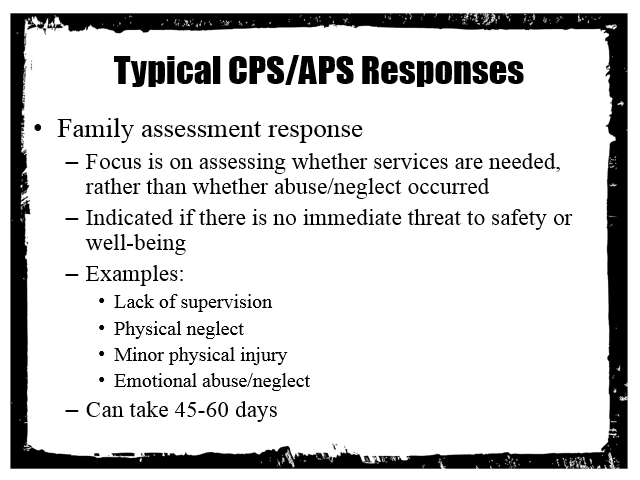 Typical CPS/APS Responses
• Family assessment response
– Focus is on assessing whether services are needed,
rather than whether abuse/neglect occurred
– Indicated if there is no immediate threat to safety or
well-being
– Examples:
• Lack of supervision
• Physical neglect
• Minor physical injury
• Emotional abuse/neglect
– Can take 45-60 days